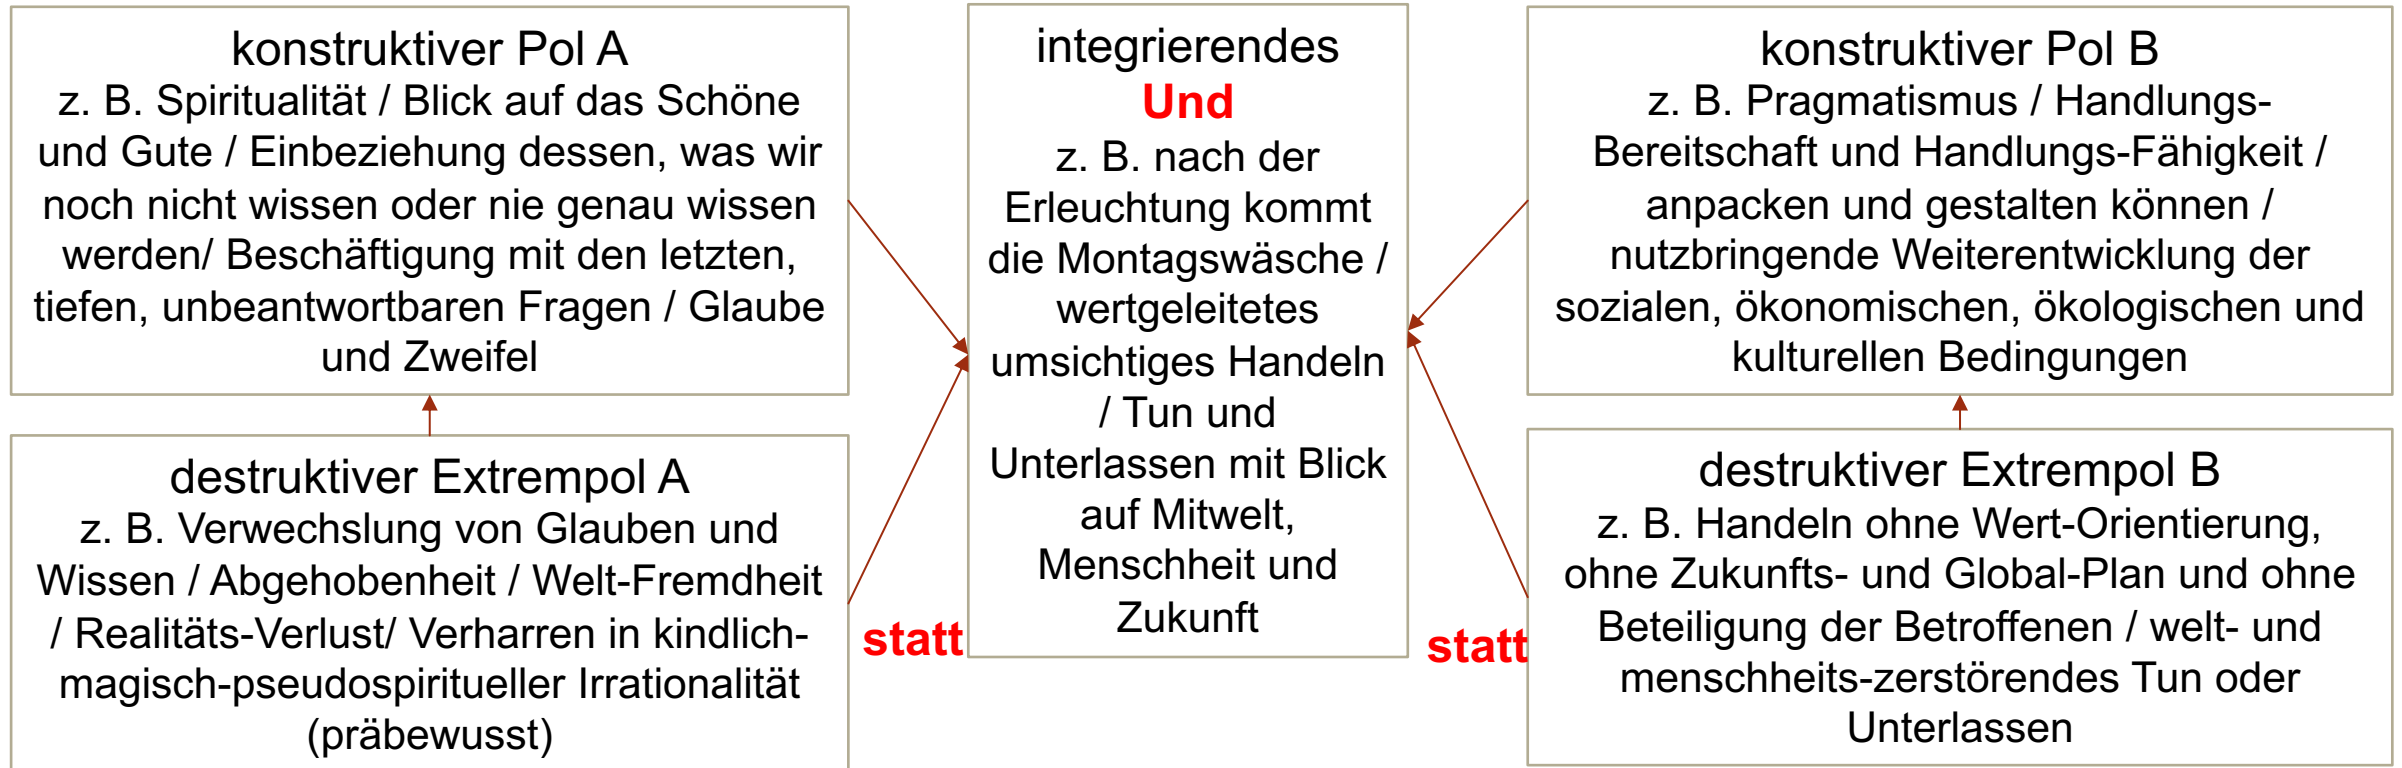 konstruktiver Pol A
z. B. Spiritualität / Blick auf das Schöne
und Gute / Einbeziehung dessen, was wir
noch nicht wissen oder nie genau wissen
werden/ Beschäftigung mit den letzten,
tiefen, unbeantwortbaren Fragen / Glaube
und Zweifel
destruktiver Extrempol A
z. B. Verwechslung von Glauben und
Wissen / Abgehobenheit / Welt-Fremdheit
/ Realitäts-Verlust/ Verharren in kindlich-
magisch-pseudospiritueller Irrationalität
(präbewusst)
statt
integrierendes
Und
z. B. nach der
Erleuchtung kommt
die Montagswäsche /
wertgeleitetes
umsichtiges Handeln
/ Tun und
Unterlassen mit Blick
auf Mitwelt,
Menschheit und
Zukunft
statt
konstruktiver Pol B
z. B. Pragmatismus / Handlungs-
Bereitschaft und Handlungs-Fähigkeit /
anpacken und gestalten können /
nutzbringende Weiterentwicklung der
sozialen, ökonomischen, ökologischen und
kulturellen Bedingungen
destruktiver Extrempol B
z. B. Handeln ohne Wert-Orientierung,
ohne Zukunfts- und Global-Plan und ohne
Beteiligung der Betroffenen / welt- und
menschheits-zerstörendes Tun oder
Unterlassen